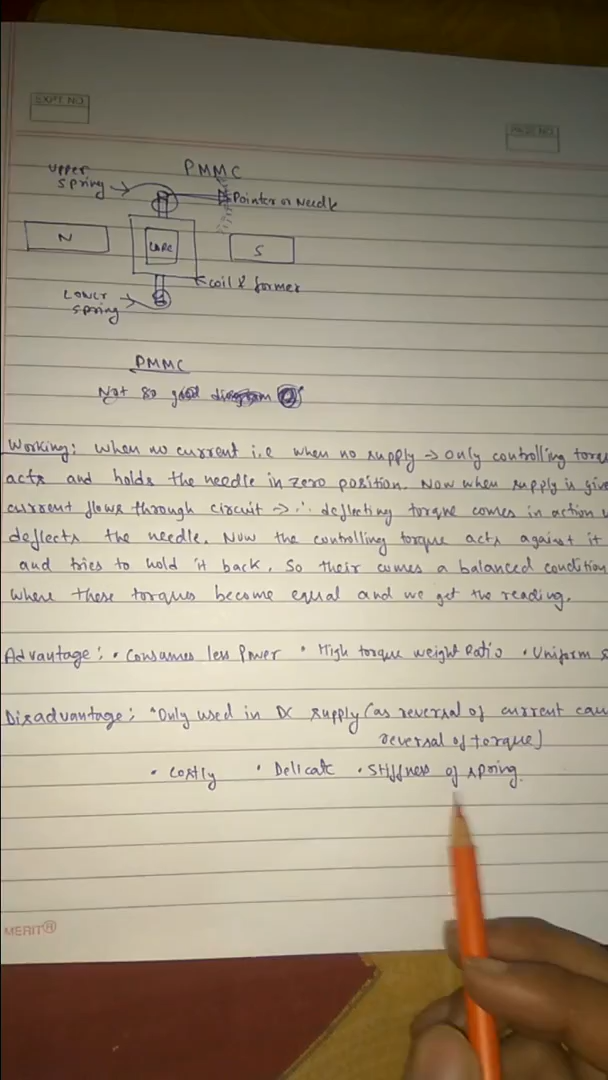 EXPT NO.
PAGE NO.
PMMC
Upper
spring
Pointer or Needle
N
CORE
S
coil & former
Lower
spring
PMMC
Not so good diagram
Working: When no current i.e when no supply → only controlling torqu
acts and holds the needle in zero position. Now when supply is give
current flows through circuit → ∴ deflecting torque comes in action
deflects the needle. Now the controlling torque acts against it
and tries to hold it back. So their comes a balanced condition
where these torques become equal and we get the reading.
Advantage: • Consumes less Power • High torque weight Ratio • Uniform s
Disadvantage: • Only used in DC supply (as reversal of current cau
reversal of torque)
• Costly • Delicate • Stiffness of spring.
MERIT®